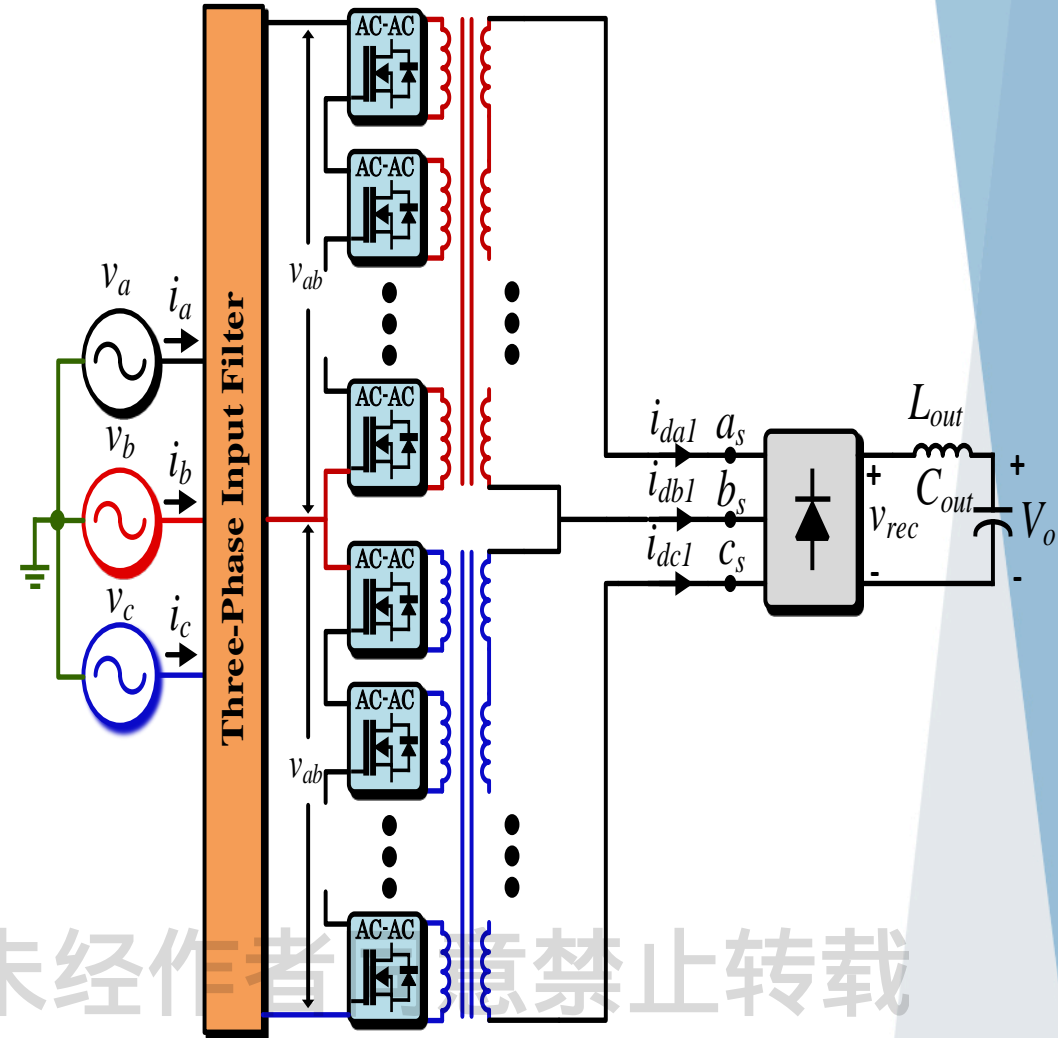 AC-AC
AC-AC
v_ab
v_a
i_a
AC-AC
v_b
i_b
Three-Phase Input Filter
v_c
i_c
AC-AC
AC-AC
v_ab
AC-AC
i_da1 a_s
i_db1 b_s
i_dc1 c_s
+
v_rec
-
L_out
C_out
+
V_o
-
未经作者 意禁止转载